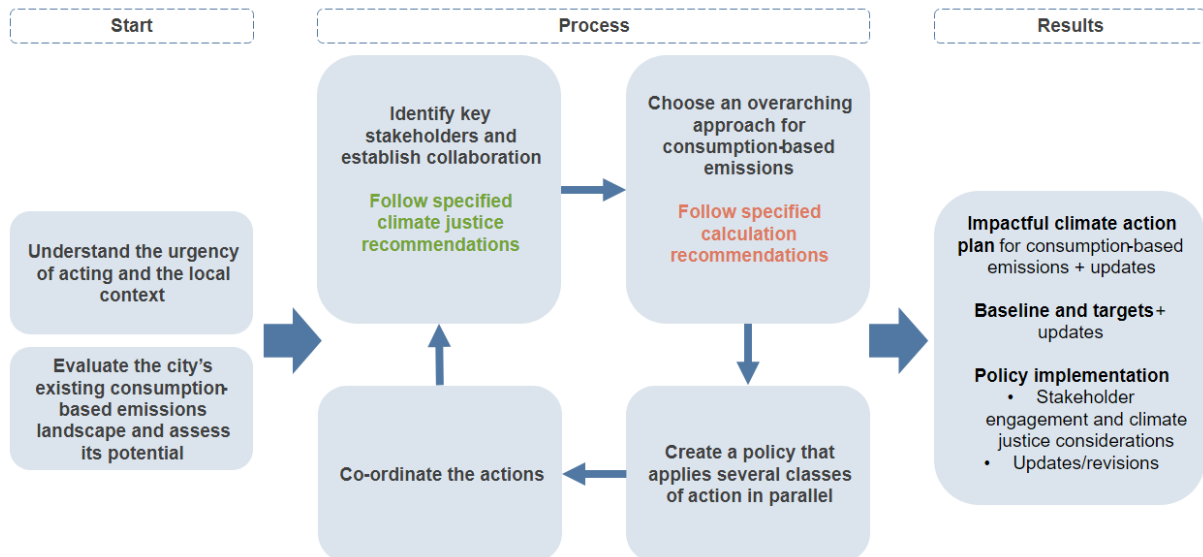 Start
Process
Results
Understand the urgency
of acting and the local
context
Evaluate the city's
existing consumption-
based emissions
landscape and assess
its potential
Identify key
stakeholders and
establish collaboration
Follow specified
climate justice
recommendations
Choose an overarching
approach for
consumption-based
emissions
Follow specified
calculation
recommendations
Co-ordinate the actions
Create a policy that
applies several classes
of action in parallel
Impactful climate action
plan for consumption-based
emissions + updates
Baseline and targets +
updates
Policy implementation
• Stakeholder
engagement and climate
justice considerations
• Updates/revisions